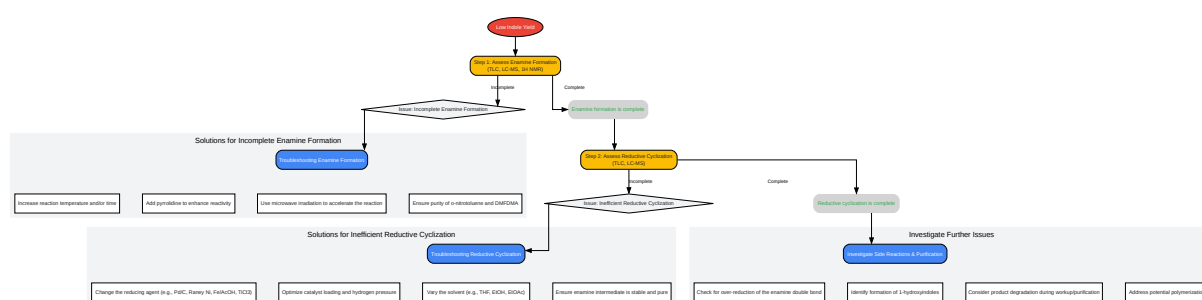 Low Indole Yield
Step 1: Assess Enamine Formation
(TLC, LC-MS, 1H NMR)
Incomplete
Complete
Issue: Incomplete Enamine Formation
Enamine formation is complete
Solutions for Incomplete Enamine Formation
Troubleshooting Enamine Formation
Step 2: Assess Reductive Cyclization
(TLC, LC-MS)
Incomplete
Complete
Increase reaction temperature and/or time
Add pyrrolidine to enhance reactivity
Use microwave irradiation to accelerate the reaction
Ensure purity of o-nitrotoluene and DMFDMA
Issue: Inefficient Reductive Cyclization
Reductive cyclization is complete
Solutions for Inefficient Reductive Cyclization
Investigate Further Issues
Troubleshooting Reductive Cyclization
Investigate Side Reactions & Purification
Change the reducing agent (e.g., Pd/C, Raney Ni, Fe/AcOH, TiCl3)
Optimize catalyst loading and hydrogen pressure
Vary the solvent (e.g., THF, EtOH, EtOAc)
Ensure enamine intermediate is stable and pure
Check for over-reduction of the enamine double bond
Identify formation of 1-hydroxyindoles
Consider product degradation during workup/purification
Address potential